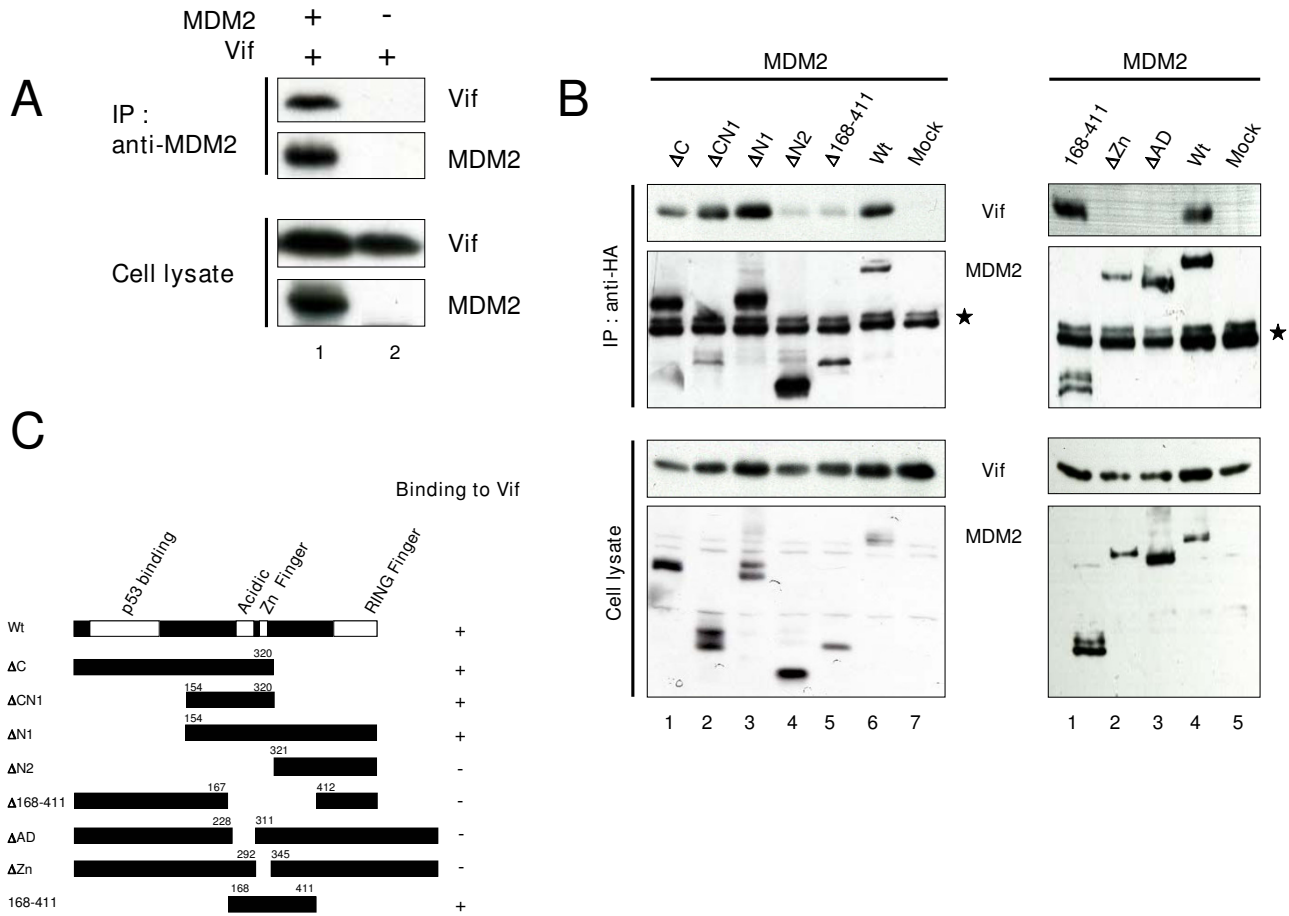 A
MDM2 + -
Vif + +
IP :
anti-MDM2
Vif
MDM2
Cell lysate
Vif
MDM2
1 2
B
MDM2
ΔC ΔCN1 ΔN1 ΔN2 Δ168-411 Wt Mock
MDM2
168-411 ΔZn ΔAD Wt Mock
IP : anti-HA
Vif
MDM2
★ ★
Cell lysate
Vif
MDM2
1 2 3 4 5 6 7
1 2 3 4 5
C
Binding to Vif
p53 binding Acidic Zn Finger RING Finger
Wt +
ΔC 320 +
ΔCN1 154 320 +
ΔN1 154 +
ΔN2 321 -
Δ168-411 167 412 -
ΔAD 228 311 -
ΔZn 292 345 -
168-411 168 411 +